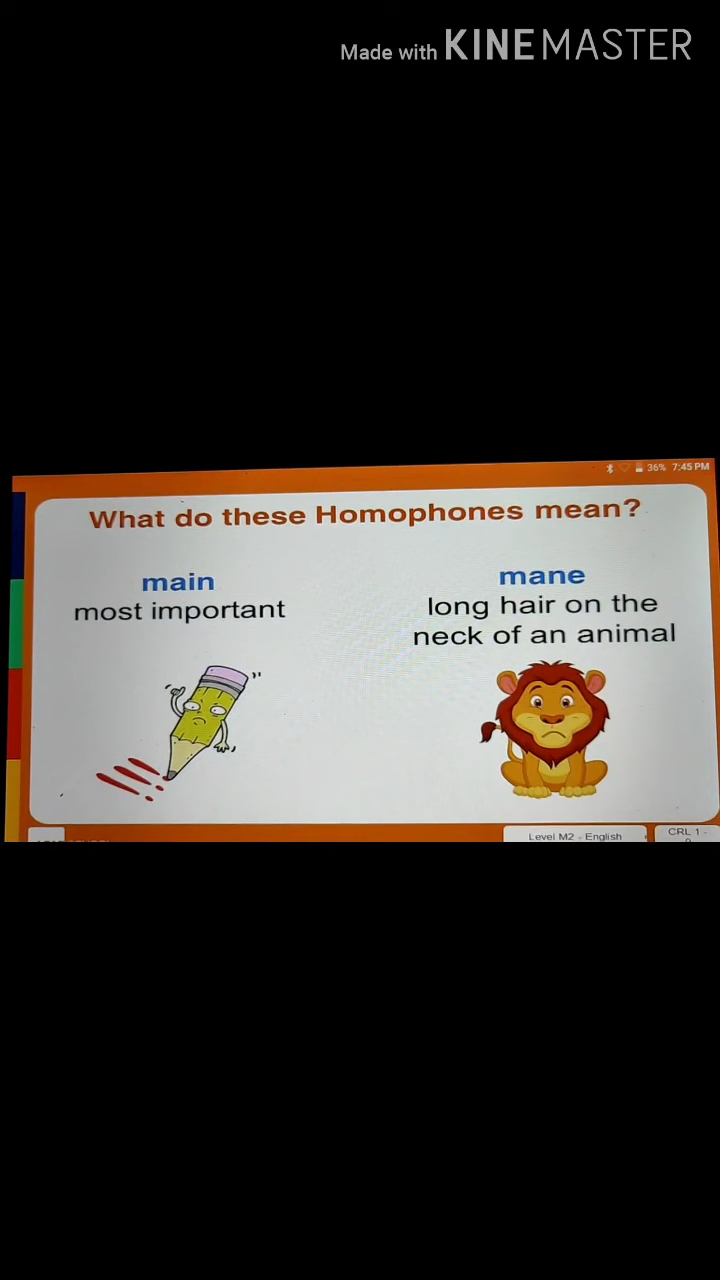 Made with KINEMASTER
36% 7:45 PM
What do these Homophones mean?
main
most important
mane
long hair on the
neck of an animal
Level M2 - English
CRL 1 -